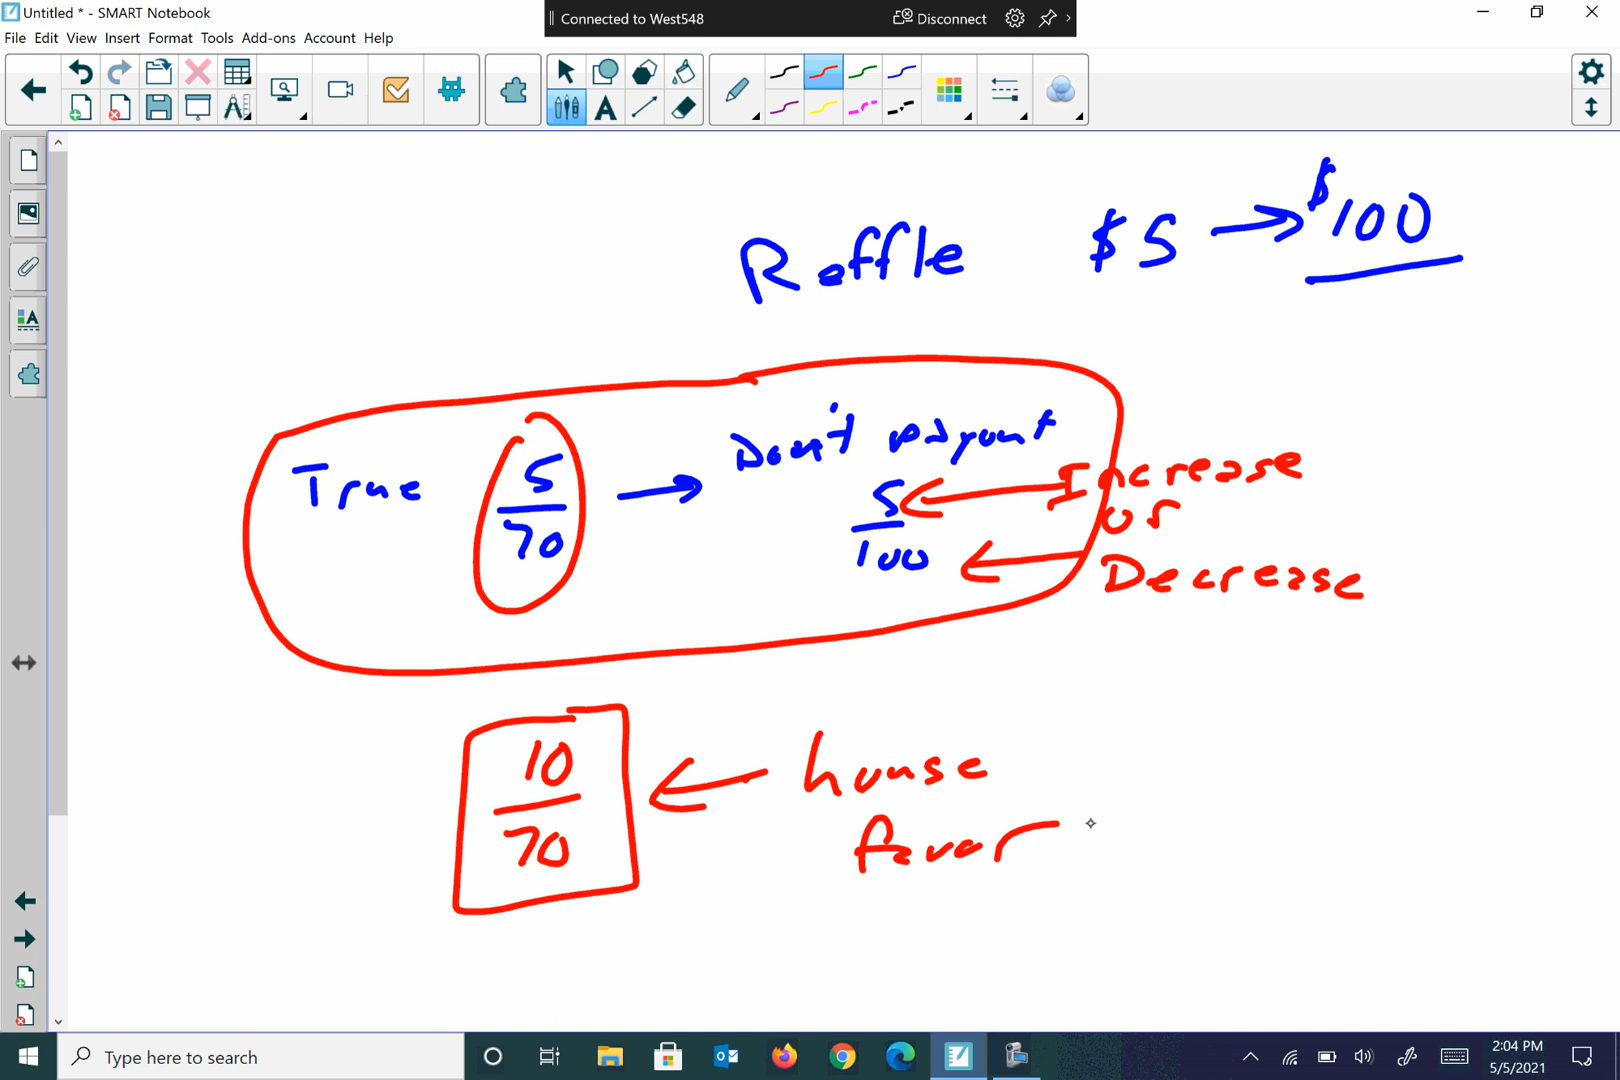 Untitled * - SMART Notebook
Connected to West548
Disconnect
File Edit View Insert Format Tools Add-ons Account Help
Roffle $5 → $100
True 5/70 → Don't payout
5/100
Increase
or
Decrease
10/70 ← house
favor
Type here to search
2:04 PM
5/5/2021